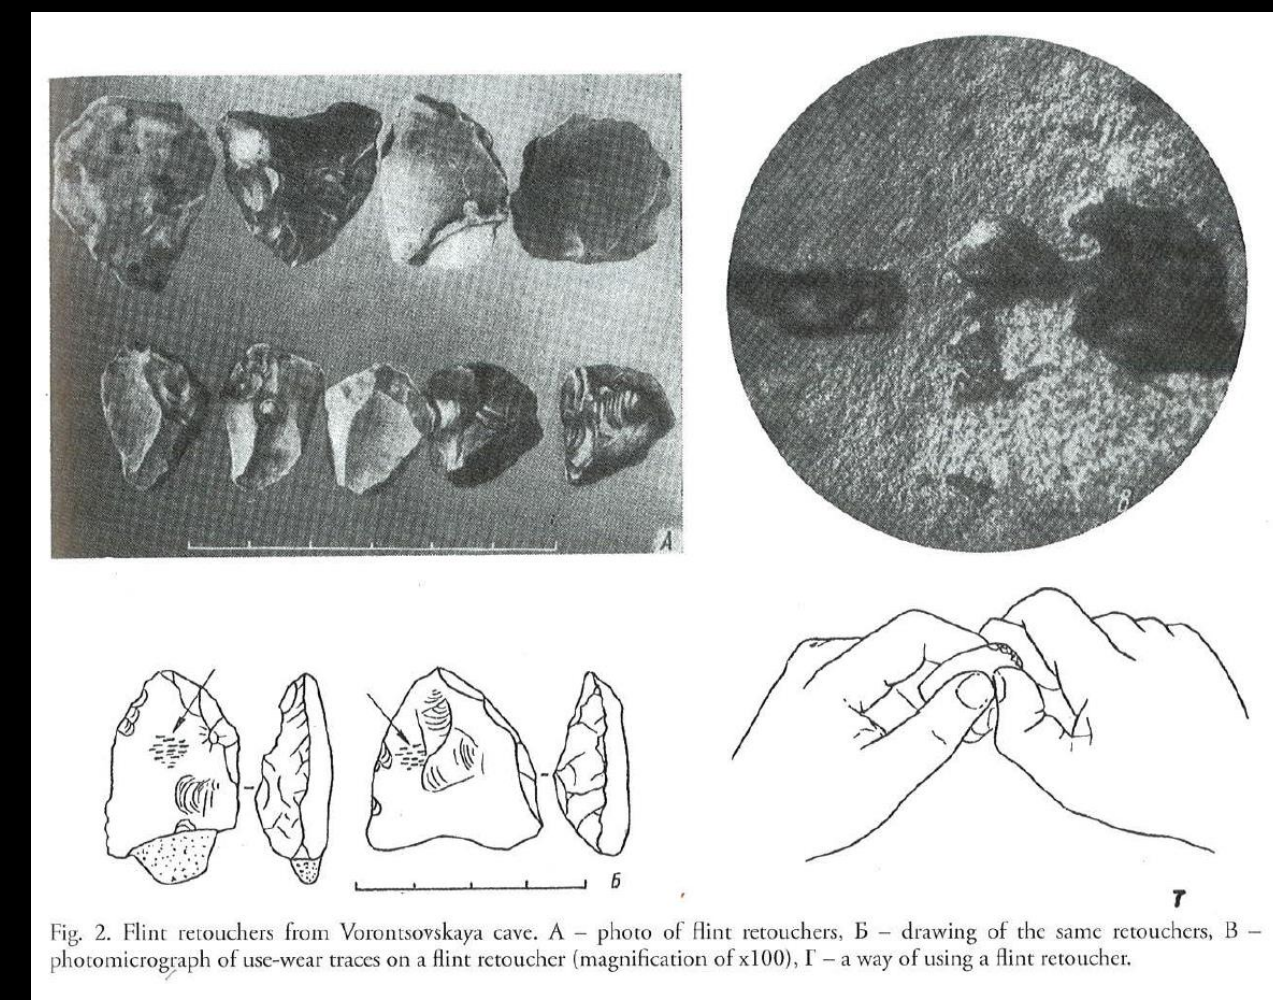 А
В
Б
Г
Fig. 2. Flint retouchers from Vorontsovskaya cave. A – photo of flint retouchers, Б – drawing of the same retouchers, В –
photomicrograph of use-wear traces on a flint retoucher (magnification of x100), Г – a way of using a flint retoucher.